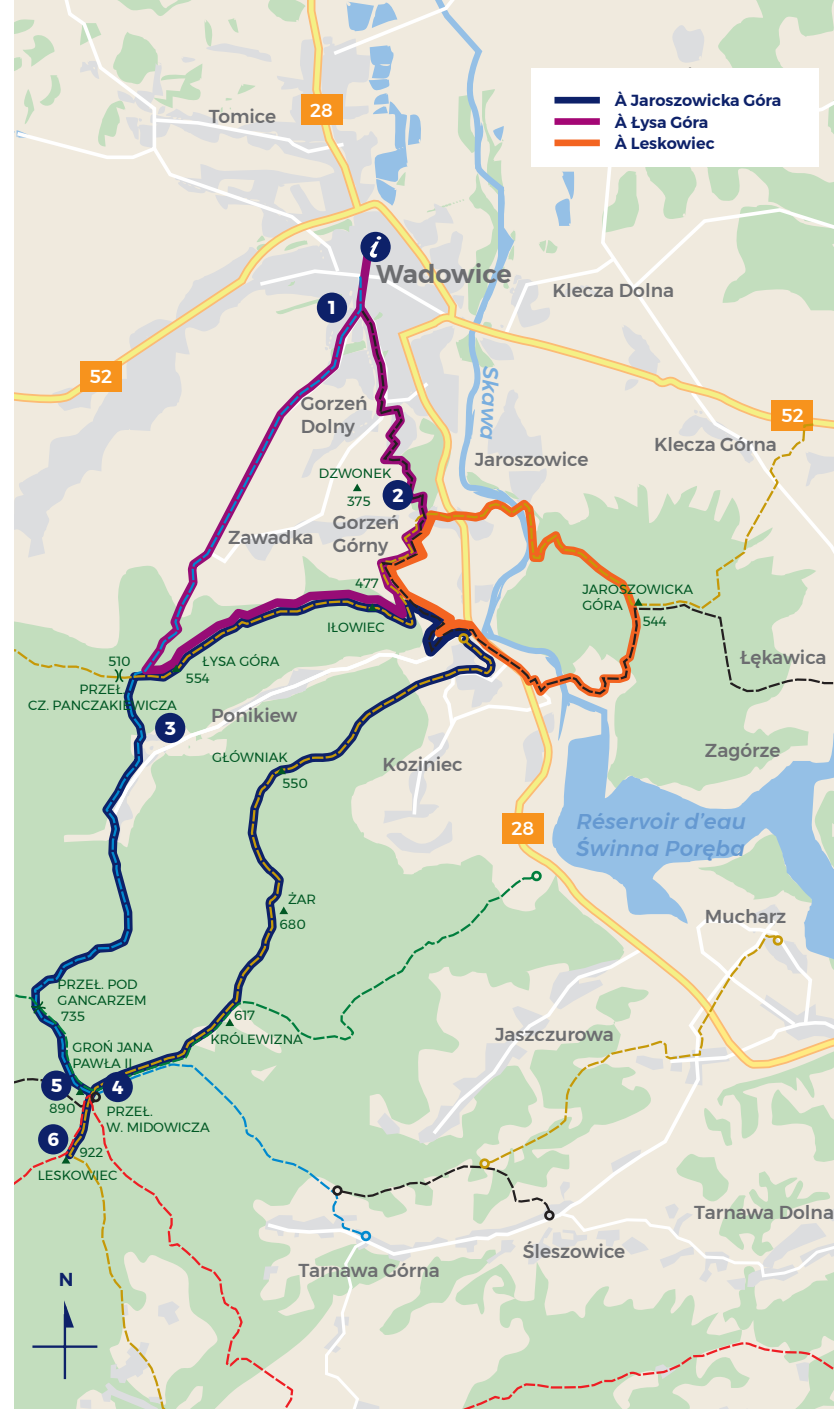 À Jaroszowicka Góra
À Łysa Góra
À Leskowiec
28
Tomice
i
Wadowice
1
Klecza Dolna
52
Skawa
Gorzeń
Dolny
52
Klecza Górna
Jaroszowice
DZWONEK
375
2
Gorzeń
Górny
Zawadka
477
IŁOWIEC
JAROSZOWICKA
GÓRA
544
Łękawica
510
ŁYSA GÓRA
554
PRZEŁ.
CZ. PANCZAKIEWICZA
3
Ponikiew
GŁÓWNIAK
550
Koziniec
Zagórze
28
Réservoir d'eau
Świnna Poręba
ŻAR
680
Mucharz
PRZEŁ. POD
GANCARZEM
735
617
KRÓLEWIZNA
Jaszczurowa
GROŃ JANA
PAWŁA II
5
4
890
PRZEŁ.
W. MIDOWICZA
6
922
LESKOWIEC
Tarnawa Dolna
Śleszowice
Tarnawa Górna
N